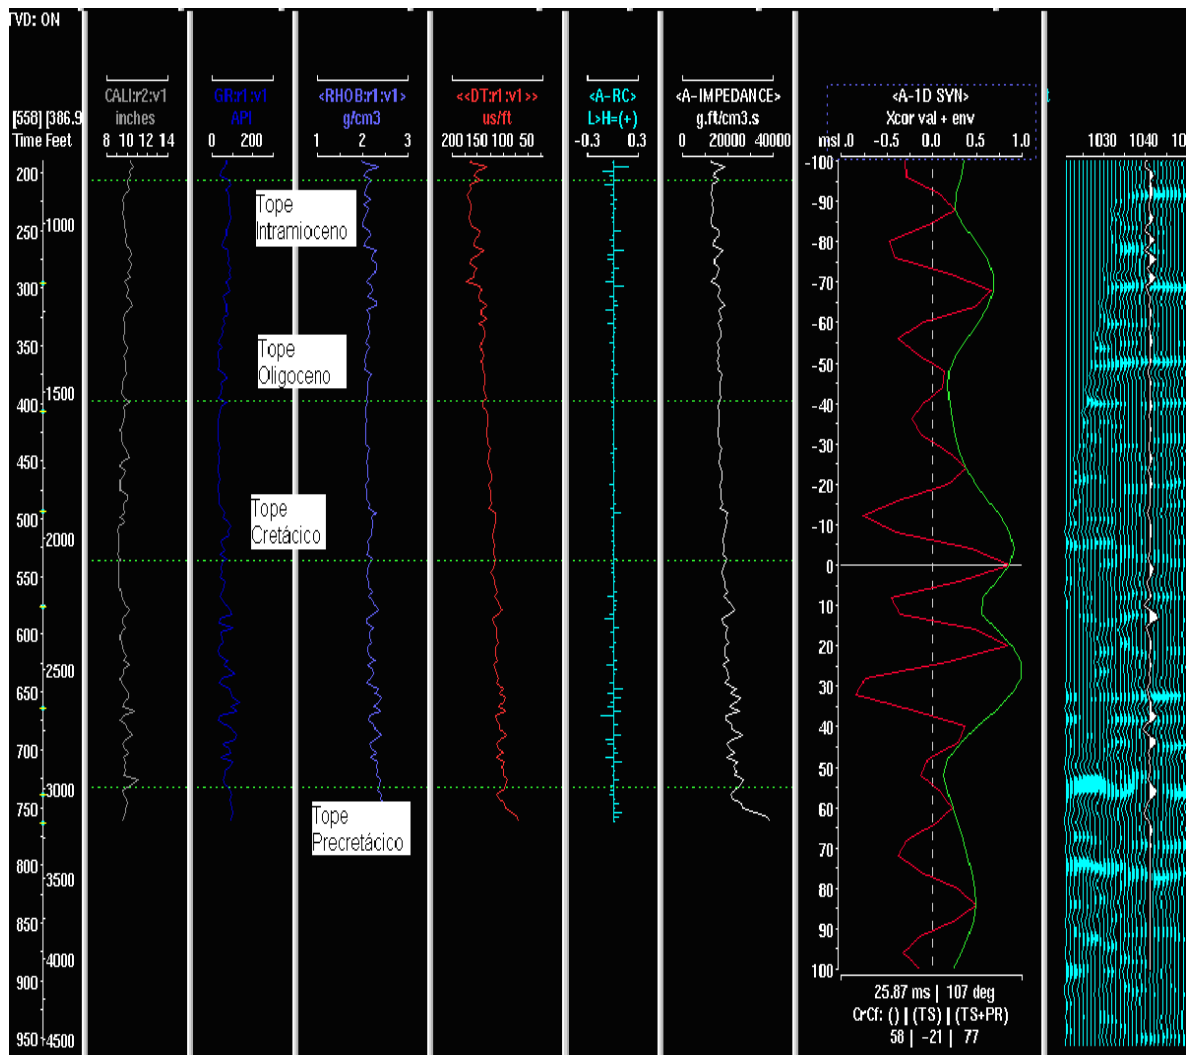 TVD: ON
CALI:r2:v1
inches
8 10 12 14
GR:r1:v1
API
0 200
<RHOB:r1:v1>
g/cm3
1 2 3
<<DT:r1:v1>>
us/ft
200 150 100 50
<A-RC>
L>H=(+)
-0.3 0.3
<A-IMPEDANCE>
g.ft/cm3.s
0 20000 40000
<A-1D SYN>
Xcor val + env
-0.5 0.0 0.5 1.0
1030 1040
[558] [386.9
Time Feet
200
250
300
350
400
450
500
550
600
650
700
750
800
850
900
950
1000
1500
2000
2500
3000
3500
4000
4500
Tope
Intramioceno
Tope
Oligoceno
Tope
Cretácico
Tope
Precretácico
ms
-100
-90
-80
-70
-60
-50
-40
-30
-20
-10
0
10
20
30
40
50
60
70
80
90
100
25.87 ms | 107 deg
CrCf: () | (TS) | (TS+PR)
58 | -21 | 77